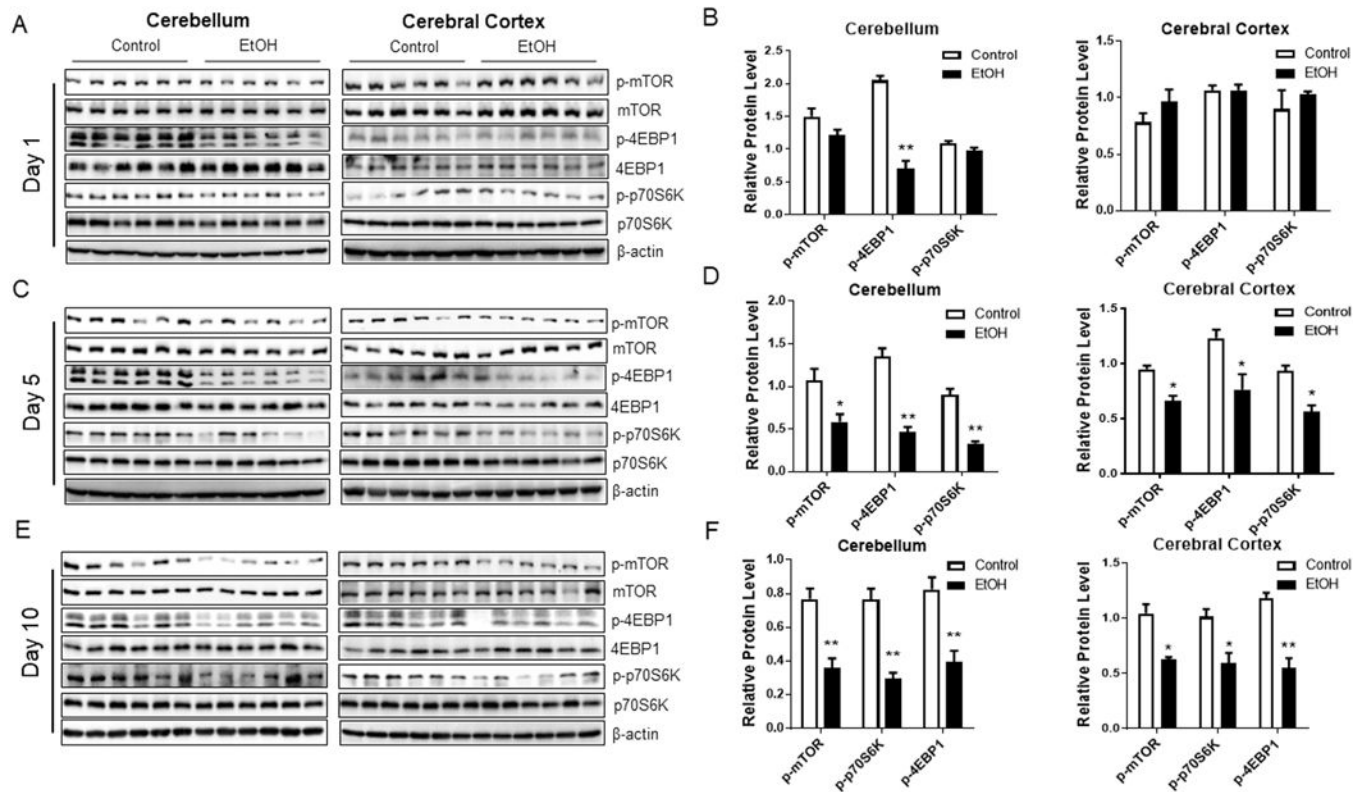 A
Cerebellum
Cerebral Cortex
Control
EtOH
Control
EtOH
Day 1
p-mTOR
mTOR
p-4EBP1
4EBP1
p-p70S6K
p70S6K
β-actin
B
Cerebellum
Relative Protein Level
2.5
2.0
1.5
1.0
0.5
0.0
Control
EtOH
**
p-mTOR
p-4EBP1
p-p70S6K
Cerebral Cortex
Relative Protein Level
1.5
1.0
0.5
0.0
Control
EtOH
p-mTOR
p-4EBP1
p-p70S6K
C
Day 5
p-mTOR
mTOR
p-4EBP1
4EBP1
p-p70S6K
p70S6K
β-actin
D
Cerebellum
Relative Protein Level
2.0
1.5
1.0
0.5
0.0
Control
EtOH
*
**
**
p-mTOR
p-4EBP1
p-p70S6K
Cerebral Cortex
Relative Protein Level
1.5
1.0
0.5
0.0
Control
EtOH
*
*
*
p-mTOR
p-4EBP1
p-p70S6K
E
Day 10
p-mTOR
mTOR
p-4EBP1
4EBP1
p-p70S6K
p70S6K
β-actin
F
Cerebellum
Relative Protein Level
1.0
0.8
0.6
0.4
0.2
0.0
Control
EtOH
**
**
**
p-mTOR
p-p70S6K
p-4EBP1
Cerebral Cortex
Relative Protein Level
1.5
1.0
0.5
0.0
Control
EtOH
*
*
**
p-mTOR
p-p70S6K
p-4EBP1